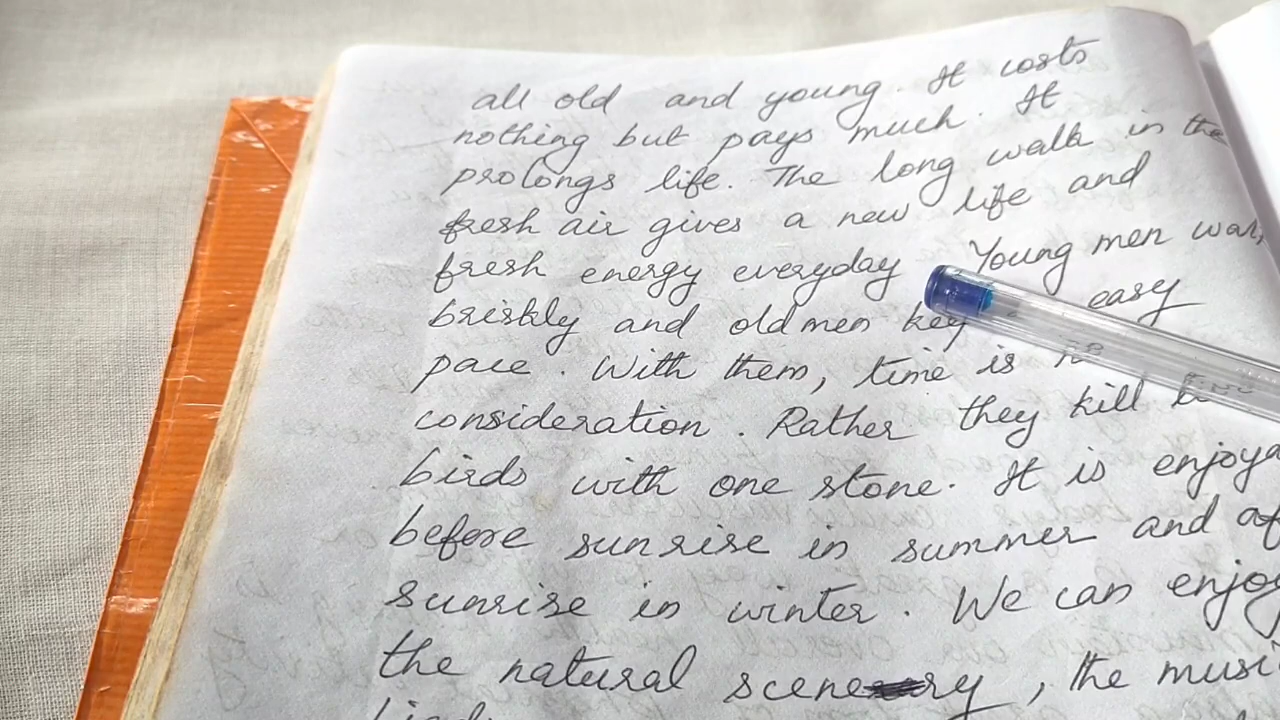 all old and young. It costs
nothing but pays much. It
prolongs life. The long walk in the
fresh air gives a new life and
fresh energy everyday Young men
briskly and old men easy
pace. With them, time is
consideration. Rather they kill
birds with one stone. It is
before sunrise in summer and
sunrise in winter. We can
the natural scenery, the